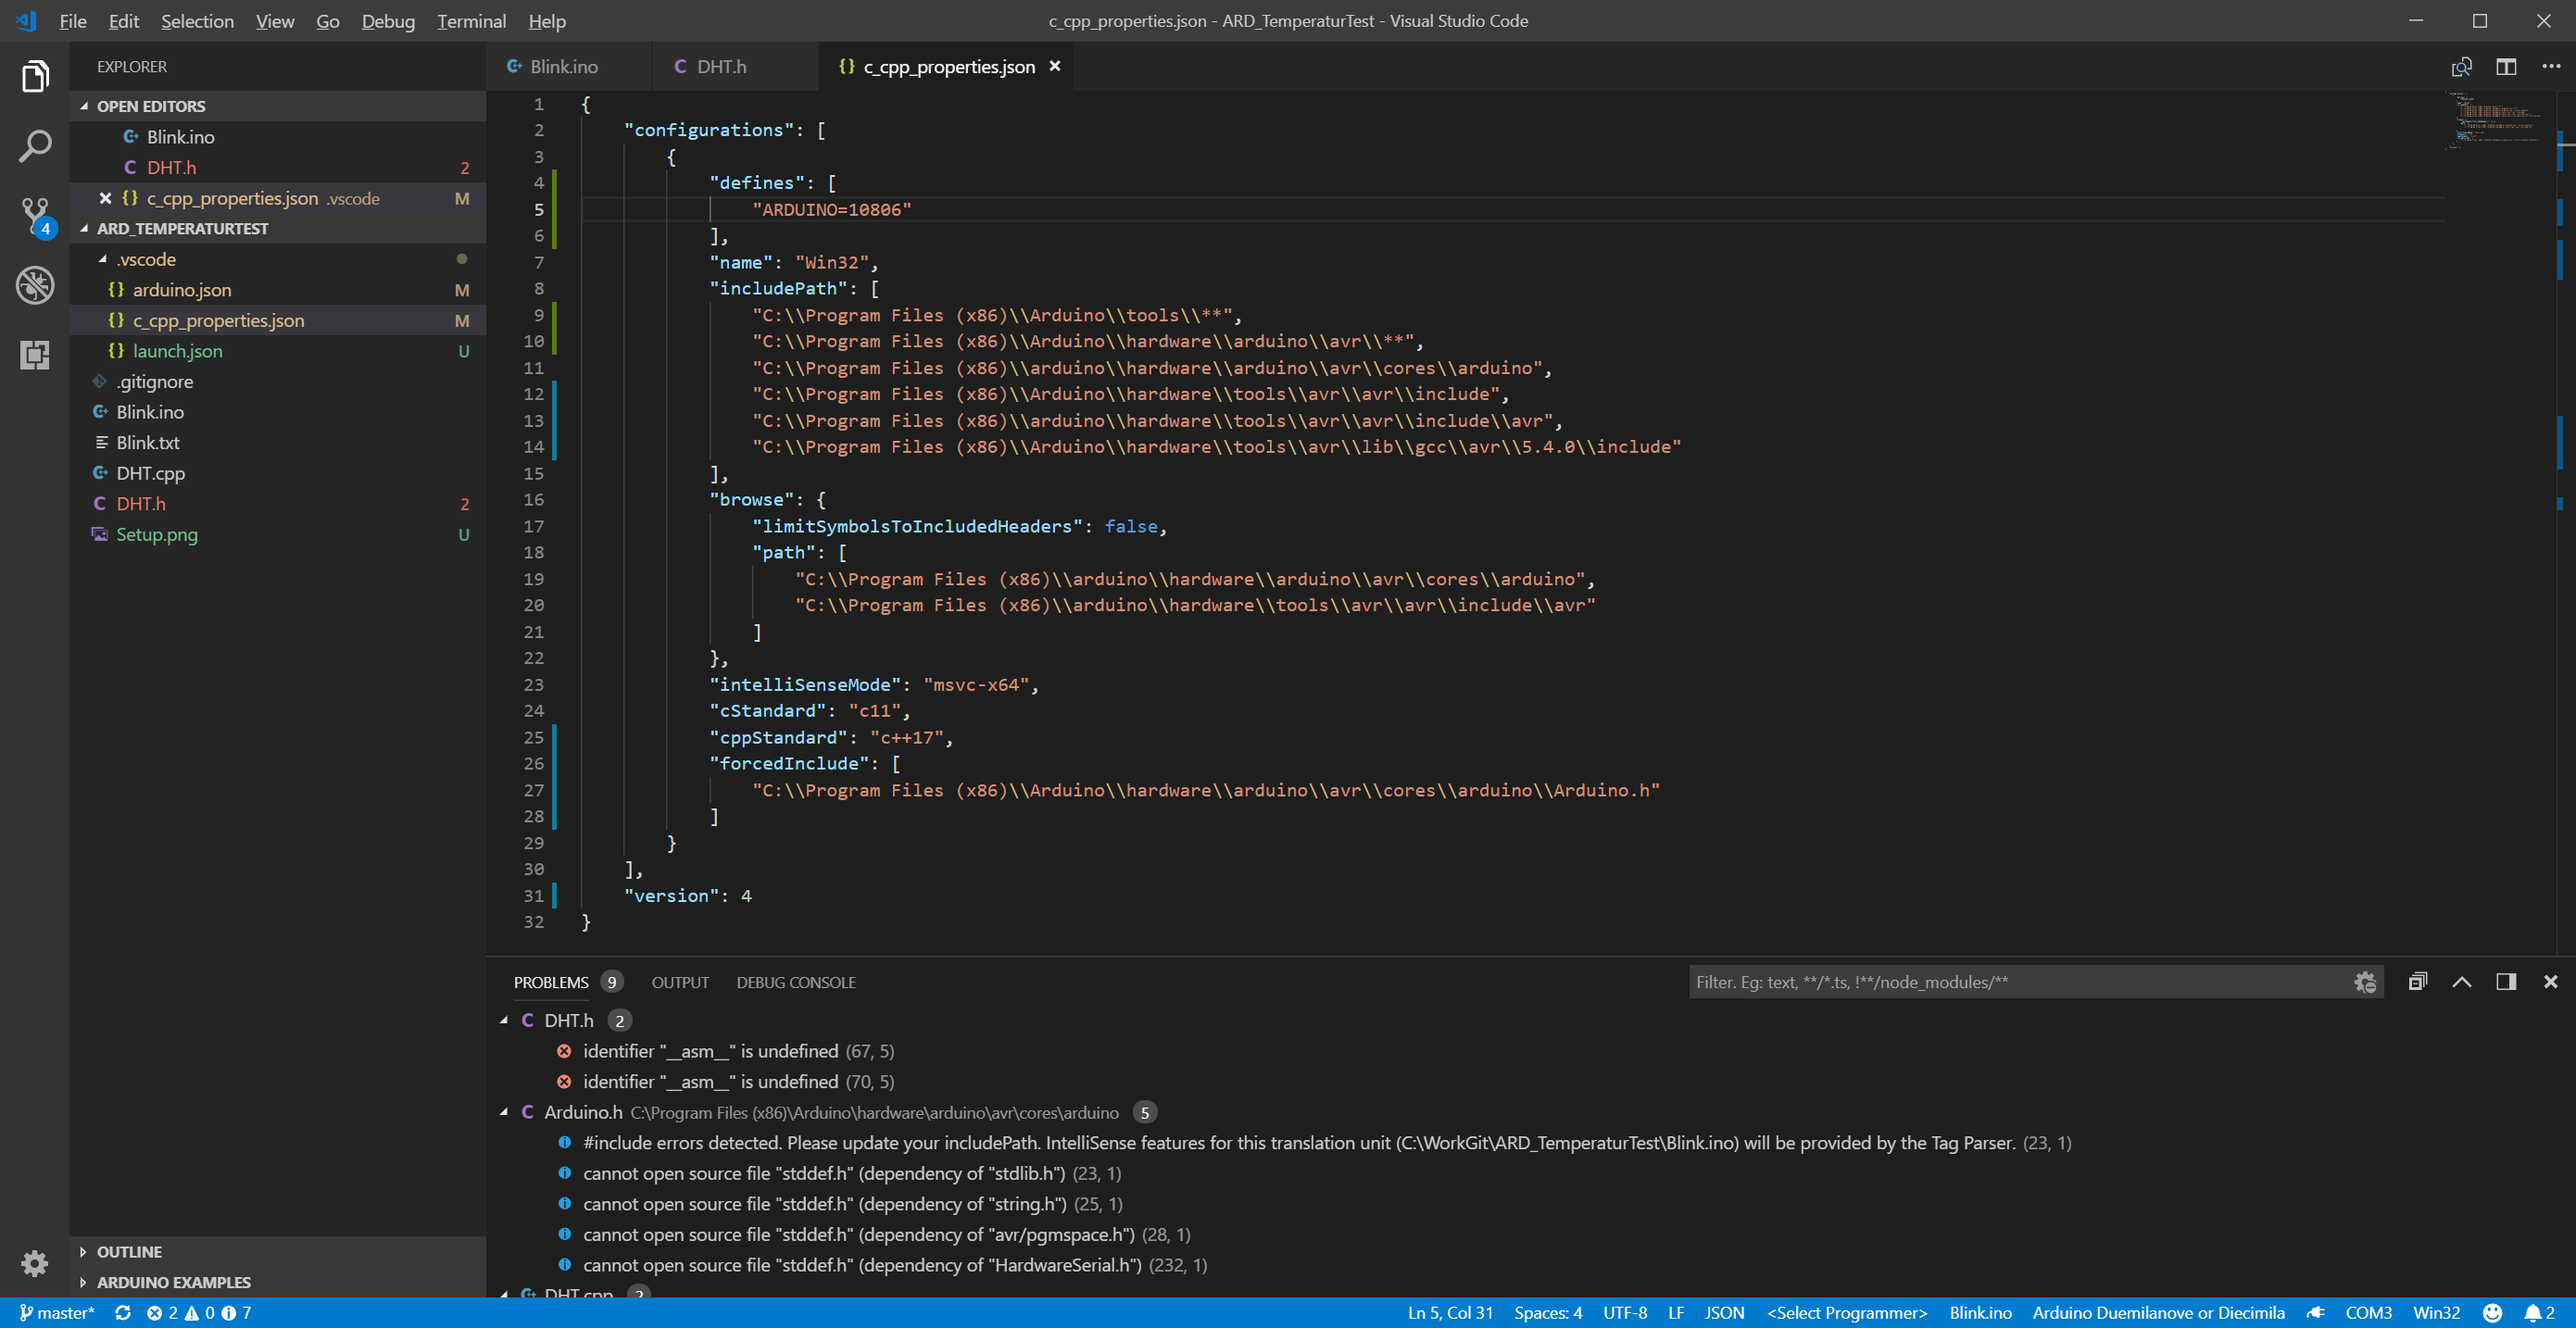 File Edit Selection View Go Debug Terminal Help
c_cpp_properties.json - ARD_TemperaturTest - Visual Studio Code
EXPLORER
OPEN EDITORS
Blink.ino
DHT.h 2
c_cpp_properties.json .vscode M
ARD_TEMPERATURTEST
.vscode
arduino.json M
c_cpp_properties.json M
launch.json U
.gitignore
Blink.ino
Blink.txt
DHT.cpp
DHT.h 2
Setup.png U
OUTLINE
ARDUINO EXAMPLES
4
Blink.ino DHT.h c_cpp_properties.json
1 {
2 "configurations": [
3 {
4 "defines": [
5 "ARDUINO=10806"
6 ],
7 "name": "Win32",
8 "includePath": [
9 "C:\\Program Files (x86)\\Arduino\\tools\\**",
10 "C:\\Program Files (x86)\\Arduino\\hardware\\arduino\\avr\\**",
11 "C:\\Program Files (x86)\\arduino\\hardware\\arduino\\avr\\cores\\arduino",
12 "C:\\Program Files (x86)\\Arduino\\hardware\\tools\\avr\\avr\\include",
13 "C:\\Program Files (x86)\\arduino\\hardware\\tools\\avr\\avr\\include\\avr",
14 "C:\\Program Files (x86)\\Arduino\\hardware\\tools\\avr\\lib\\gcc\\avr\\5.4.0\\include"
15 ],
16 "browse": {
17 "limitSymbolsToIncludedHeaders": false,
18 "path": [
19 "C:\\Program Files (x86)\\arduino\\hardware\\arduino\\avr\\cores\\arduino",
20 "C:\\Program Files (x86)\\arduino\\hardware\\tools\\avr\\avr\\include\\avr"
21 ]
22 },
23 "intelliSenseMode": "msvc-x64",
24 "cStandard": "c11",
25 "cppStandard": "c++17",
26 "forcedInclude": [
27 "C:\\Program Files (x86)\\Arduino\\hardware\\arduino\\avr\\cores\\arduino\\Arduino.h"
28 ]
29 }
30 ],
31 "version": 4
32 }
PROBLEMS 9 OUTPUT DEBUG CONSOLE
Filter. Eg: text, **/*.ts, !**/node_modules/**
DHT.h 2
identifier "__asm__" is undefined (67, 5)
identifier "__asm__" is undefined (70, 5)
Arduino.h C:\Program Files (x86)\Arduino\hardware\arduino\avr\cores\arduino 5
#include errors detected. Please update your includePath. IntelliSense features for this translation unit (C:\WorkGit\ARD_TemperaturTest\Blink.ino) will be provided by the Tag Parser. (23, 1)
cannot open source file "stddef.h" (dependency of "stdlib.h") (23, 1)
cannot open source file "stddef.h" (dependency of "string.h") (25, 1)
cannot open source file "stddef.h" (dependency of "avr/pgmspace.h") (28, 1)
cannot open source file "stddef.h" (dependency of "HardwareSerial.h") (232, 1)
DHT.cpp 2
master* 2 0 7
Ln 5, Col 31 Spaces: 4 UTF-8 LF JSON <Select Programmer> Blink.ino Arduino Duemilanove or Diecimila COM3 Win32 2